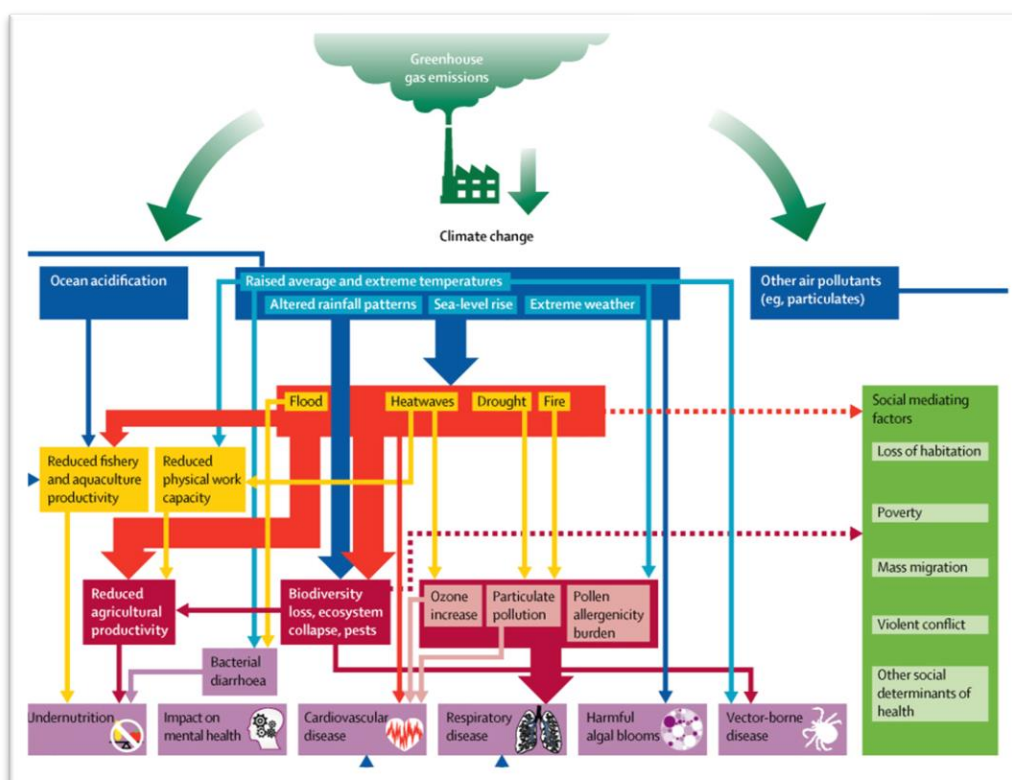 Greenhouse
gas emissions
Climate change
Ocean acidification
Raised average and extreme temperatures
Altered rainfall patterns
Sea-level rise
Extreme weather
Other air pollutants
(eg, particulates)
Flood
Heatwaves
Drought
Fire
Social mediating
factors
Loss of habitation
Poverty
Mass migration
Violent conflict
Other social
determinants of
health
Reduced fishery
and aquaculture
productivity
Reduced
physical work
capacity
Reduced
agricultural
productivity
Biodiversity
loss, ecosystem
collapse, pests
Ozone
increase
Particulate
pollution
Pollen
allergenicity
burden
Bacterial
diarrhoea
Undernutrition
Impact on
mental health
Cardiovascular
disease
Respiratory
disease
Harmful
algal blooms
Vector-borne
disease